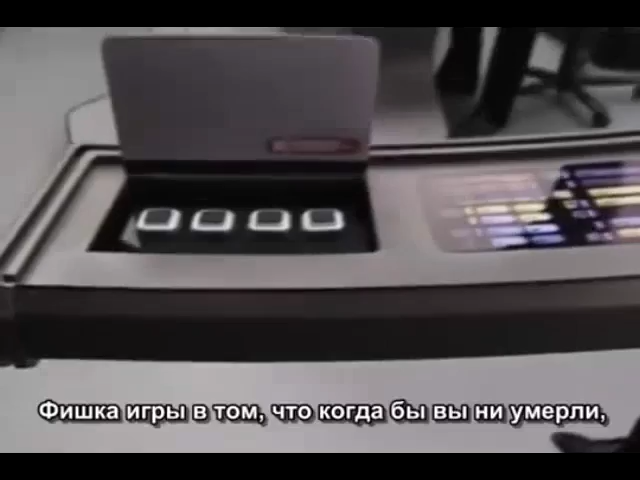 Фишка игры в том, что когда бы вы ни умерли,